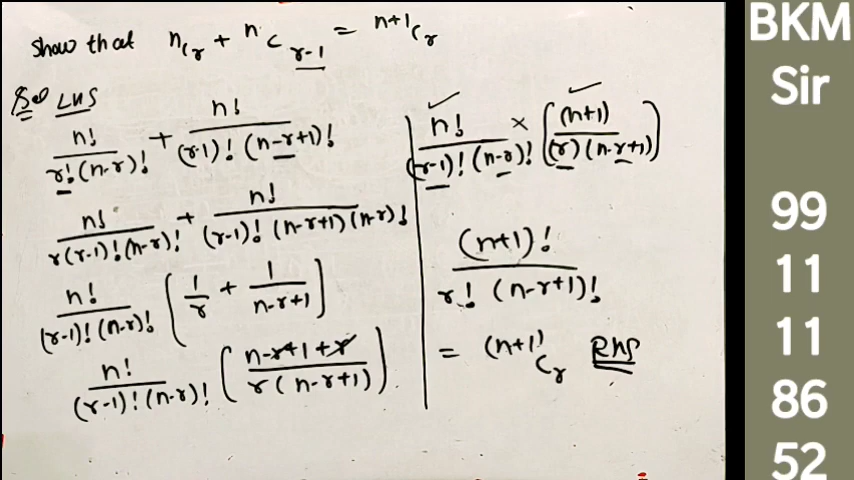 Show that nCr + nCr-1 = n+1Cr
Sol LHS
n!/r!(n-r)! + n!/(r-1)!(n-r+1)!
n!/r(r-1)!(n-r)! + n!/(r-1)!(n-r+1)(n-r)!
n!/(r-1)!(n-r)! (1/r + 1/n-r+1)
n!/(r-1)!(n-r)! (n-r+1+r/r(n-r+1))
n!/(r-1)!(n-r)! × ((n+1)/(r)(n-r+1))
(n+1)!/r!(n-r+1)!
= (n+1)Cr RHS
BKM
Sir
99
11
11
86
52